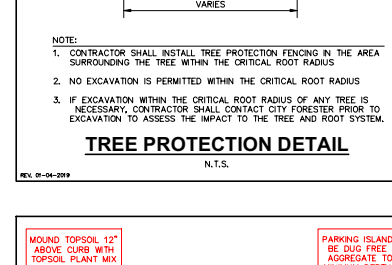 VARIES
NOTE:
1. CONTRACTOR SHALL INSTALL TREE PROTECTION FENCING IN THE AREA
SURROUNDING THE TREE WITHIN THE CRITICAL ROOT RADIUS
2. NO EXCAVATION IS PERMITTED WITHIN THE CRITICAL ROOT RADIUS
3. IF EXCAVATION WITHIN THE CRITICAL ROOT RADIUS OF ANY TREE IS
NECESSARY, CONTRACTOR SHALL CONTACT CITY FORESTER PRIOR TO
EXCAVATION TO ASSESS THE IMPACT TO THE TREE AND ROOT SYSTEM.
TREE PROTECTION DETAIL
N.T.S.
REV. 01-04-2019
MOUND TOPSOIL 12"
ABOVE CURB WITH
TOPSOIL PLANT MIX
PARKING ISLAND
BE DUG FREE
AGGREGATE TO